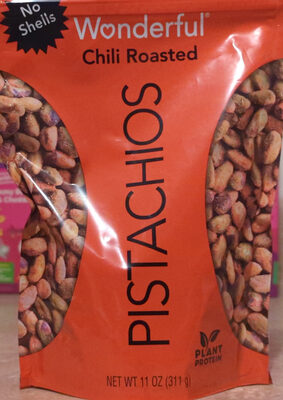 No
Shells
Wonderful®
Chili Roasted
PISTACHIOS
PLANT
PROTEIN
NET WT 11 OZ (311 g)